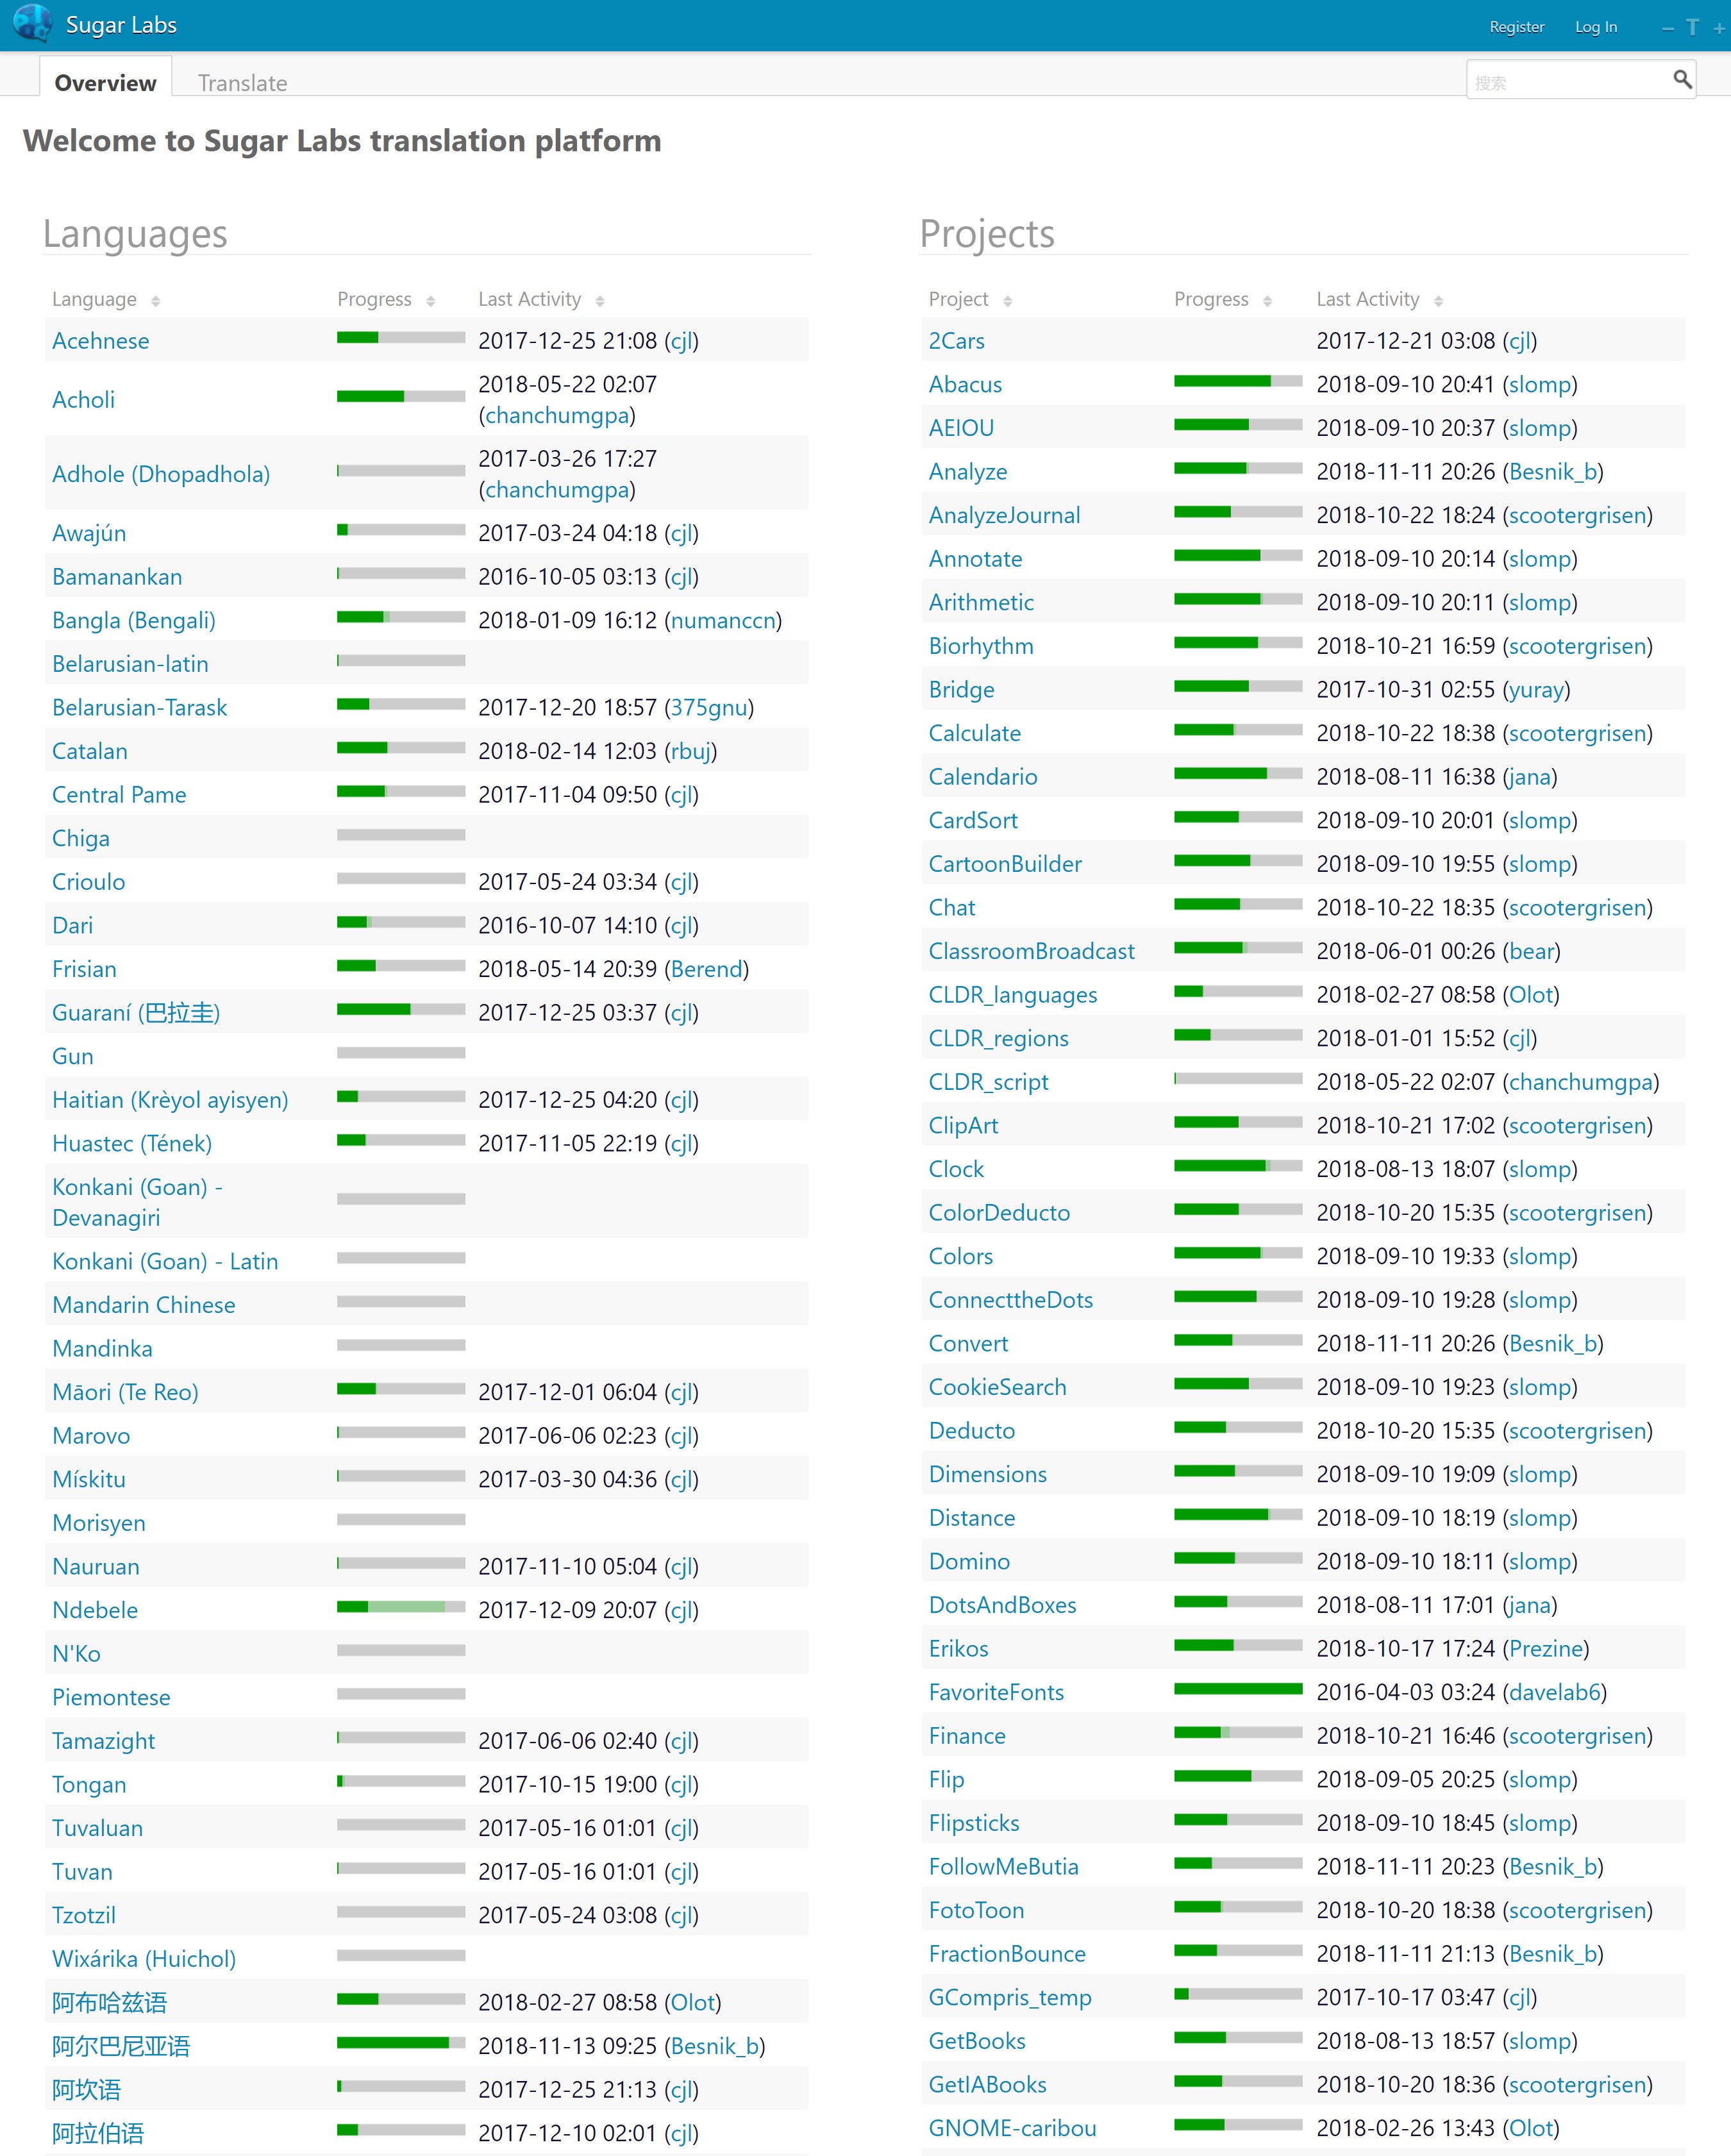 Sugar Labs
Register
Log In
− T +
Overview
Translate
搜索
Welcome to Sugar Labs translation platform
Languages
Language
Progress
Last Activity
Acehnese 2017-12-25 21:08 (cjl)
Acholi 2018-05-22 02:07
(chanchumgpa)
Adhole (Dhopadhola) 2017-03-26 17:27
(chanchumgpa)
Awajún 2017-03-24 04:18 (cjl)
Bamanankan 2016-10-05 03:13 (cjl)
Bangla (Bengali) 2018-01-09 16:12 (numanccn)
Belarusian-latin
Belarusian-Tarask 2017-12-20 18:57 (375gnu)
Catalan 2018-02-14 12:03 (rbuj)
Central Pame 2017-11-04 09:50 (cjl)
Chiga
Crioulo 2017-05-24 03:34 (cjl)
Dari 2016-10-07 14:10 (cjl)
Frisian 2018-05-14 20:39 (Berend)
Guaraní (巴拉圭) 2017-12-25 03:37 (cjl)
Gun
Haitian (Krèyol ayisyen) 2017-12-25 04:20 (cjl)
Huastec (Tének) 2017-11-05 22:19 (cjl)
Konkani (Goan) -
Devanagiri
Konkani (Goan) - Latin
Mandarin Chinese
Mandinka
Māori (Te Reo) 2017-12-01 06:04 (cjl)
Marovo 2017-06-06 02:23 (cjl)
Mískitu 2017-03-30 04:36 (cjl)
Morisyen
Nauruan 2017-11-10 05:04 (cjl)
Ndebele 2017-12-09 20:07 (cjl)
N'Ko
Piemontese
Tamazight 2017-06-06 02:40 (cjl)
Tongan 2017-10-15 19:00 (cjl)
Tuvaluan 2017-05-16 01:01 (cjl)
Tuvan 2017-05-16 01:01 (cjl)
Tzotzil 2017-05-24 03:08 (cjl)
Wixárika (Huichol)
阿布哈兹语 2018-02-27 08:58 (Olot)
阿尔巴尼亚语 2018-11-13 09:25 (Besnik_b)
阿坎语 2017-12-25 21:13 (cjl)
阿拉伯语 2017-12-10 02:01 (cjl)
Projects
Project
Progress
Last Activity
2Cars 2017-12-21 03:08 (cjl)
Abacus 2018-09-10 20:41 (slomp)
AEIOU 2018-09-10 20:37 (slomp)
Analyze 2018-11-11 20:26 (Besnik_b)
AnalyzeJournal 2018-10-22 18:24 (scootergrisen)
Annotate 2018-09-10 20:14 (slomp)
Arithmetic 2018-09-10 20:11 (slomp)
Biorhythm 2018-10-21 16:59 (scootergrisen)
Bridge 2017-10-31 02:55 (yuray)
Calculate 2018-10-22 18:38 (scootergrisen)
Calendario 2018-08-11 16:38 (jana)
CardSort 2018-09-10 20:01 (slomp)
CartoonBuilder 2018-09-10 19:55 (slomp)
Chat 2018-10-22 18:35 (scootergrisen)
ClassroomBroadcast 2018-06-01 00:26 (bear)
CLDR_languages 2018-02-27 08:58 (Olot)
CLDR_regions 2018-01-01 15:52 (cjl)
CLDR_script 2018-05-22 02:07 (chanchumgpa)
ClipArt 2018-10-21 17:02 (scootergrisen)
Clock 2018-08-13 18:07 (slomp)
ColorDeducto 2018-10-20 15:35 (scootergrisen)
Colors 2018-09-10 19:33 (slomp)
ConnecttheDots 2018-09-10 19:28 (slomp)
Convert 2018-11-11 20:26 (Besnik_b)
CookieSearch 2018-09-10 19:23 (slomp)
Deducto 2018-10-20 15:35 (scootergrisen)
Dimensions 2018-09-10 19:09 (slomp)
Distance 2018-09-10 18:19 (slomp)
Domino 2018-09-10 18:11 (slomp)
DotsAndBoxes 2018-08-11 17:01 (jana)
Erikos 2018-10-17 17:24 (Prezine)
FavoriteFonts 2016-04-03 03:24 (davelab6)
Finance 2018-10-21 16:46 (scootergrisen)
Flip 2018-09-05 20:25 (slomp)
Flipsticks 2018-09-10 18:45 (slomp)
FollowMeButia 2018-11-11 20:23 (Besnik_b)
FotoToon 2018-10-20 18:38 (scootergrisen)
FractionBounce 2018-11-11 21:13 (Besnik_b)
GCompris_temp 2017-10-17 03:47 (cjl)
GetBooks 2018-08-13 18:57 (slomp)
GetIABooks 2018-10-20 18:36 (scootergrisen)
GNOME-caribou 2018-02-26 13:43 (Olot)